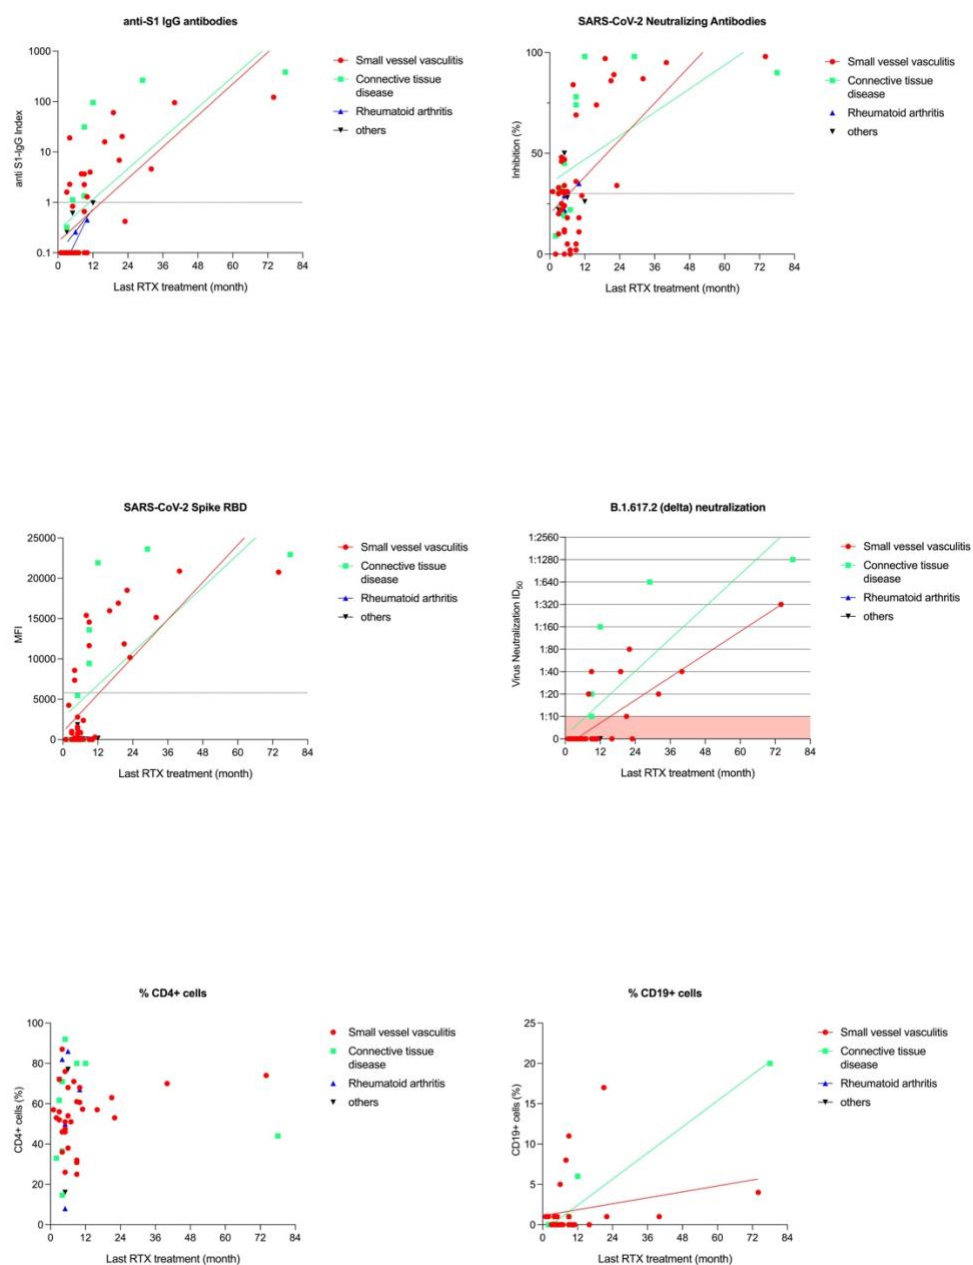 anti-S1 IgG antibodies
1000
100
10
1
0.1
anti S1-IgG Index
0 12 24 36 48 60 72 84
Last RTX treatment (month)
Small vessel vasculitis
Connective tissue
disease
Rheumatoid arthritis
others
SARS-CoV-2 Neutralizing Antibodies
100
50
0
Inhibition (%)
0 12 24 36 48 60 72 84
Last RTX treatment (month)
Small vessel vasculitis
Connective tissue
disease
Rheumatoid arthritis
others
SARS-CoV-2 Spike RBD
25000
20000
15000
10000
5000
0
MFI
0 12 24 36 48 60 72 84
Last RTX treatment (month)
Small vessel vasculitis
Connective tissue
disease
Rheumatoid arthritis
others
B.1.617.2 (delta) neutralization
1:2560
1:1280
1:640
1:320
1:160
1:80
1:40
1:20
1:10
0
Virus Neutralization ID50
0 12 24 36 48 60 72 84
Last RTX treatment (month)
Small vessel vasculitis
Connective tissue
disease
Rheumatoid arthritis
others
% CD4+ cells
100
80
60
40
20
0
CD4+ cells (%)
0 12 24 36 48 60 72 84
Last RTX treatment (month)
Small vessel vasculitis
Connective tissue
disease
Rheumatoid arthritis
others
% CD19+ cells
25
20
15
10
5
0
CD19+ cells (%)
0 12 24 36 48 60 72 84
Last RTX treatment (month)
Small vessel vasculitis
Connective tissue
disease
Rheumatoid arthritis
others